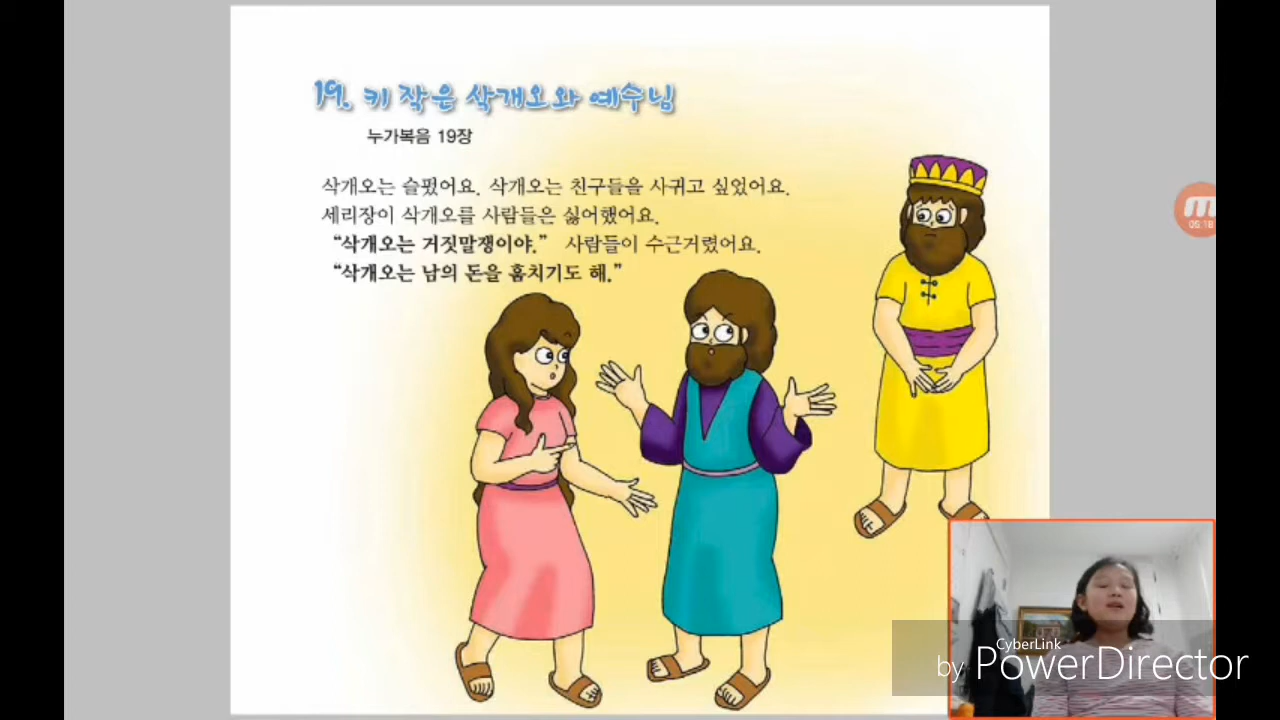 19. 키 작은 삭개오와 예수님
누가복음 19장
삭개오는 슬펐어요. 삭개오는 친구들을 사귀고 싶었어요.
세리장이 삭개오를 사람들은 싫어했어요.
“삭개오는 거짓말쟁이야.” 사람들이 수근거렸어요.
“삭개오는 남의 돈을 훔치기도 해.”
M
05:18
CyberLink
by PowerDirector